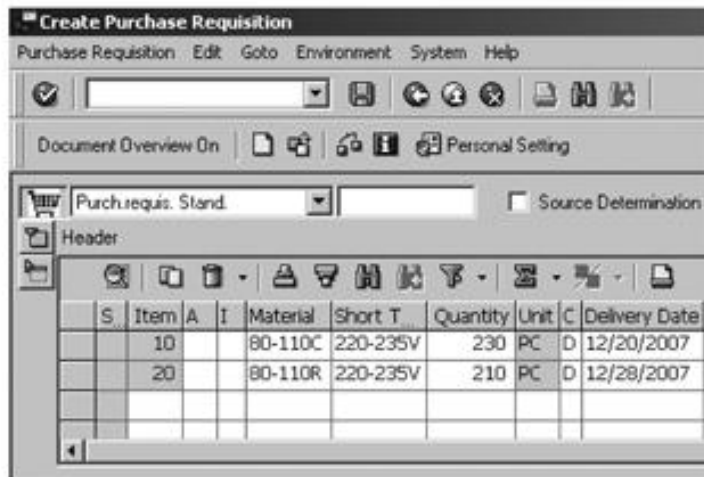 Create Purchase Requisition
Purchase Requisition Edit Goto Environment System Help
Document Overview On Personal Setting
Purch.requis. Stand. Source Determination
Header
S.. Item A I Material Short T... Quantity Unit C Delivery Date
10 80-110C 220-235V 230 PC D 12/20/2007
20 80-110R 220-235V 210 PC D 12/28/2007